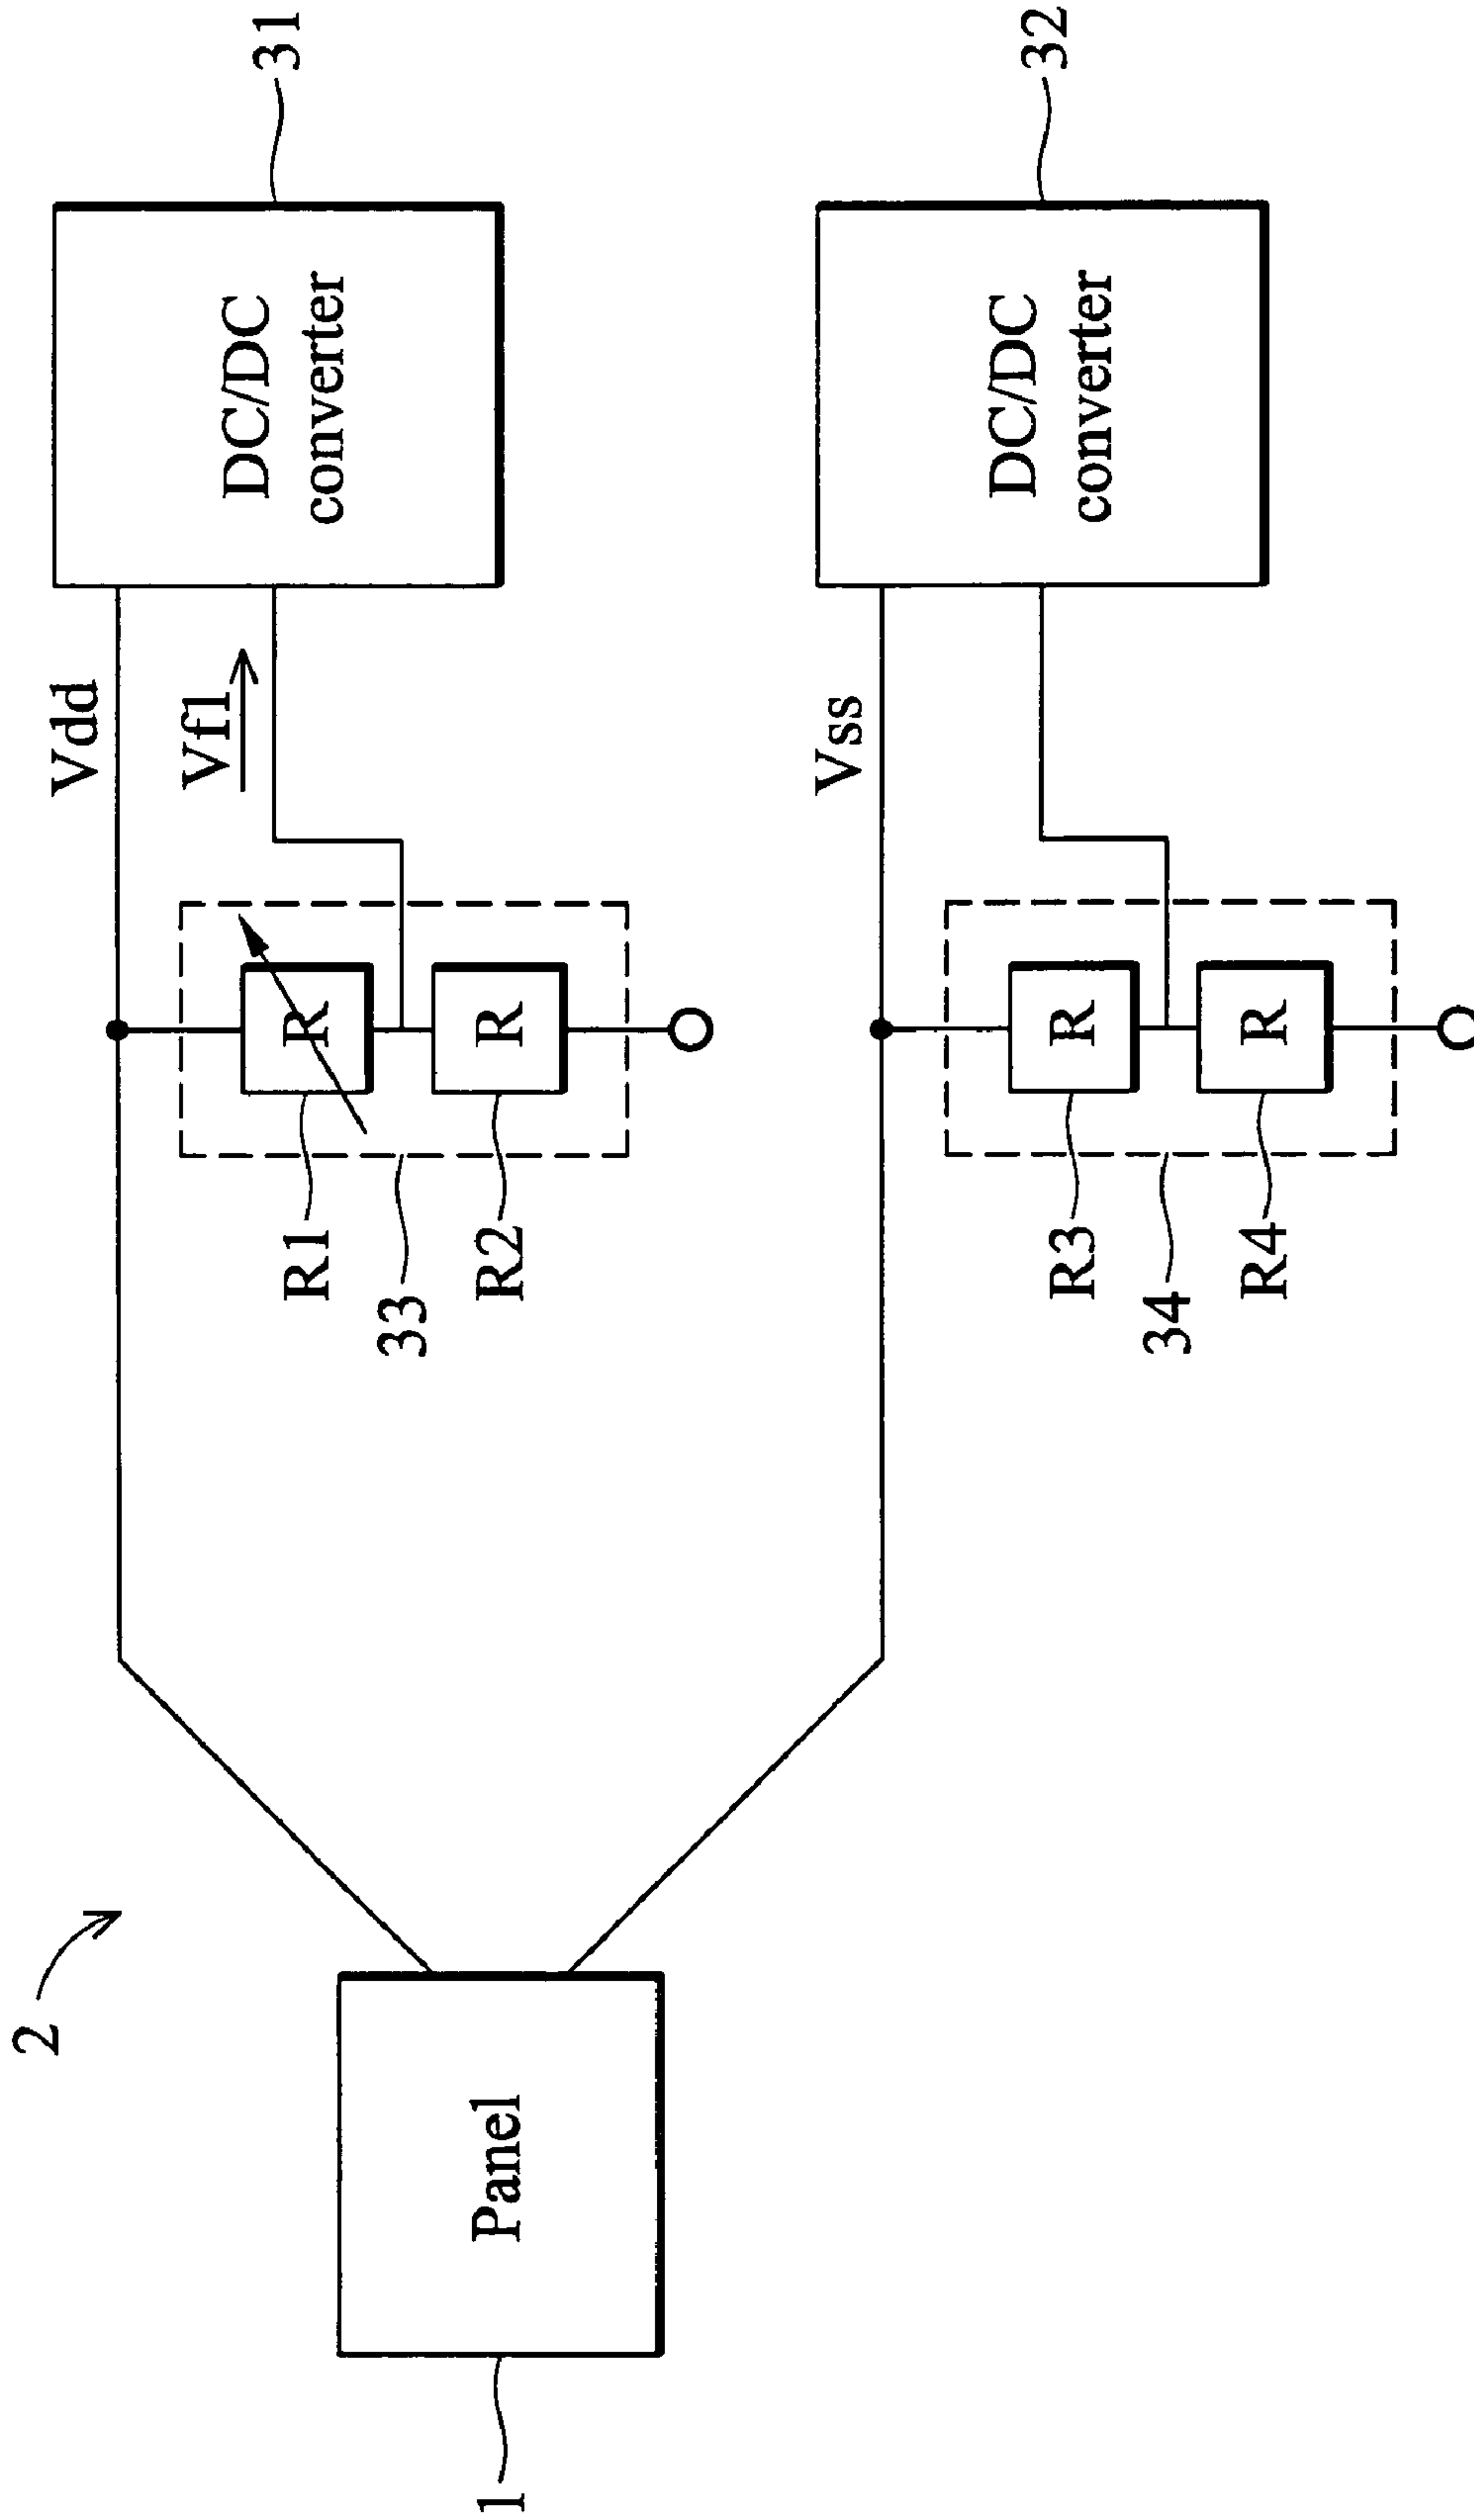 2
1
Panel
Vdd
Vf1
R1
R
33
R2
R
DC/DC
converter
31
Vss
R3
R
34
R4
R
DC/DC
converter
32